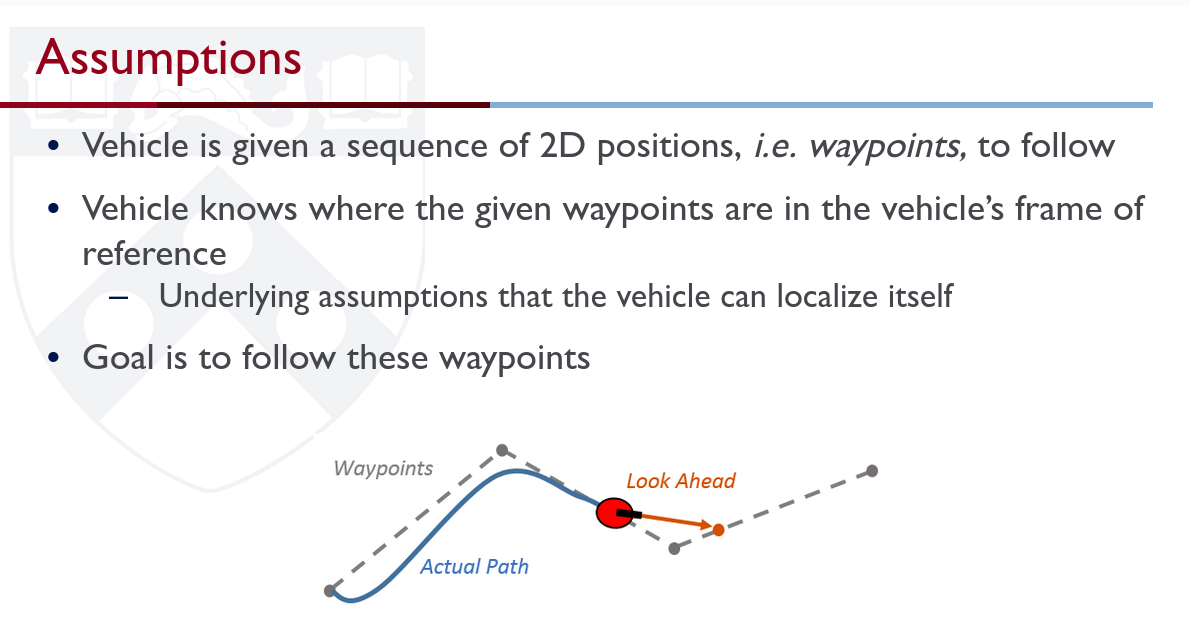 Assumptions
• Vehicle is given a sequence of 2D positions, i.e. waypoints, to follow
• Vehicle knows where the given waypoints are in the vehicle’s frame of
reference
– Underlying assumptions that the vehicle can localize itself
• Goal is to follow these waypoints
Waypoints
Look Ahead
Actual Path